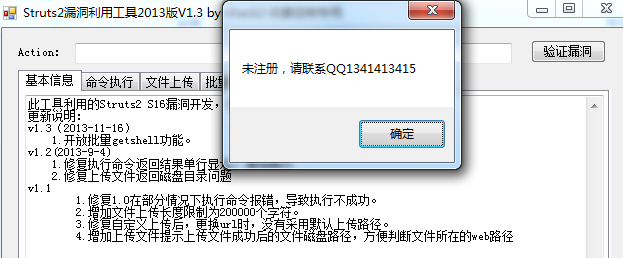 Struts2漏洞利用工具2013版V1.3 by
未注册，请联系QQ1341413415
确定
Action:
验证漏洞
基本信息
命令执行
文件上传
批量
此工具利用的Struts2 S16漏洞开发，
更新说明：
v1.3 (2013-11-16)
1.开放批量getshell功能。
v1.2(2013-9-4)
1.修复执行命令返回结果单行显
2.修复上传文件返回磁盘目录问题
v1.1
1.修复1.0在部分情况下执行命令报错，导致执行不成功。
2.增加文件上传长度限制为200000个字符。
3.修复自定义上传后，更换url时，没有采用默认上传路径。
4.增加上传文件提示上传文件成功后的文件磁盘路径，方便判断文件所在的web路径